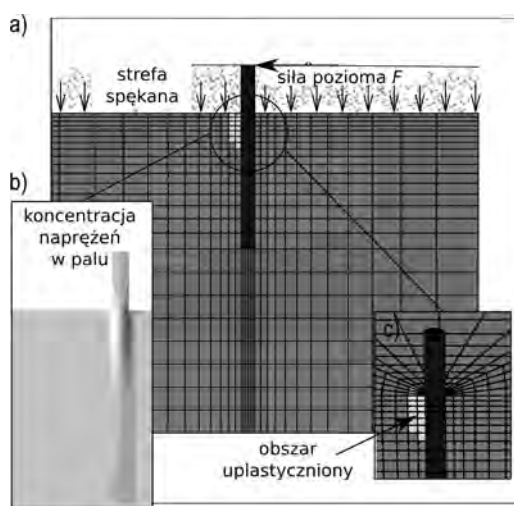 a)
strefa
spękana
siła pozioma F
b)
koncentracja
naprężeń
w palu
c)
obszar
uplastyczniony